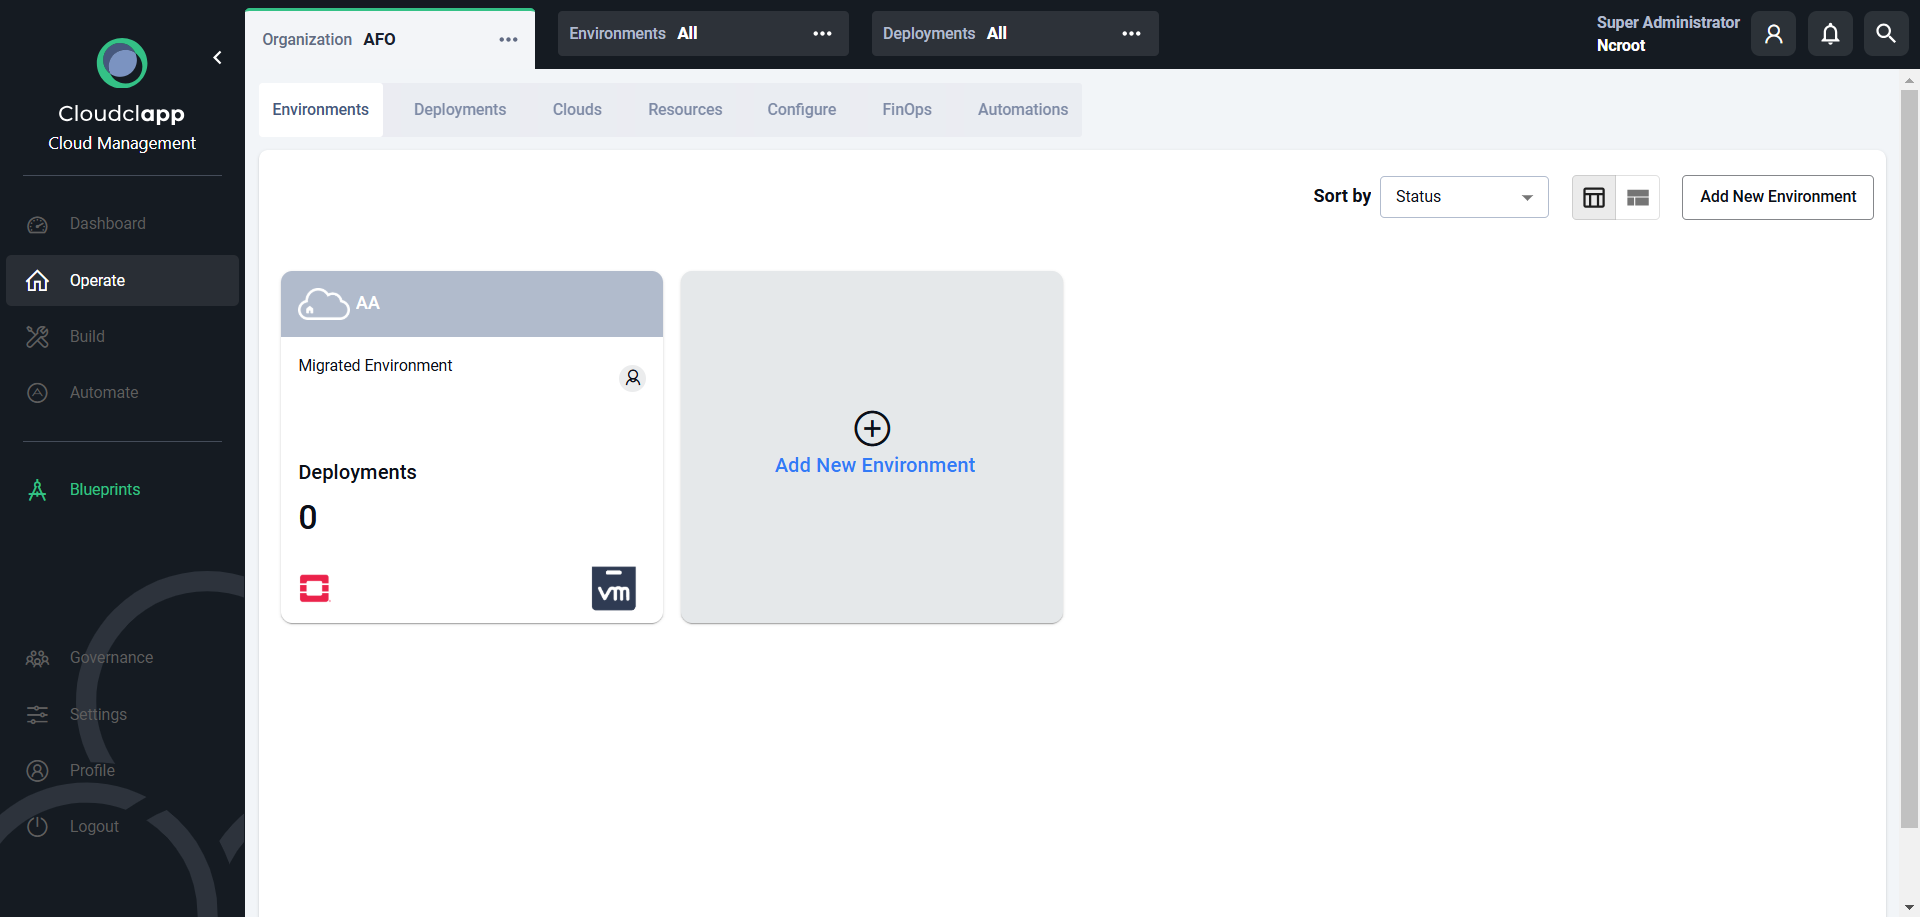 Cloudclapp
Cloud Management
Dashboard
Operate
Build
Automate
Blueprints
Governance
Settings
Profile
Logout
Organization AFO
Environments All
Deployments All
Super Administrator
Ncroot
Environments
Deployments
Clouds
Resources
Configure
FinOps
Automations
Sort by
Status
Add New Environment
AA
Migrated Environment
Deployments
0
vm
Add New Environment